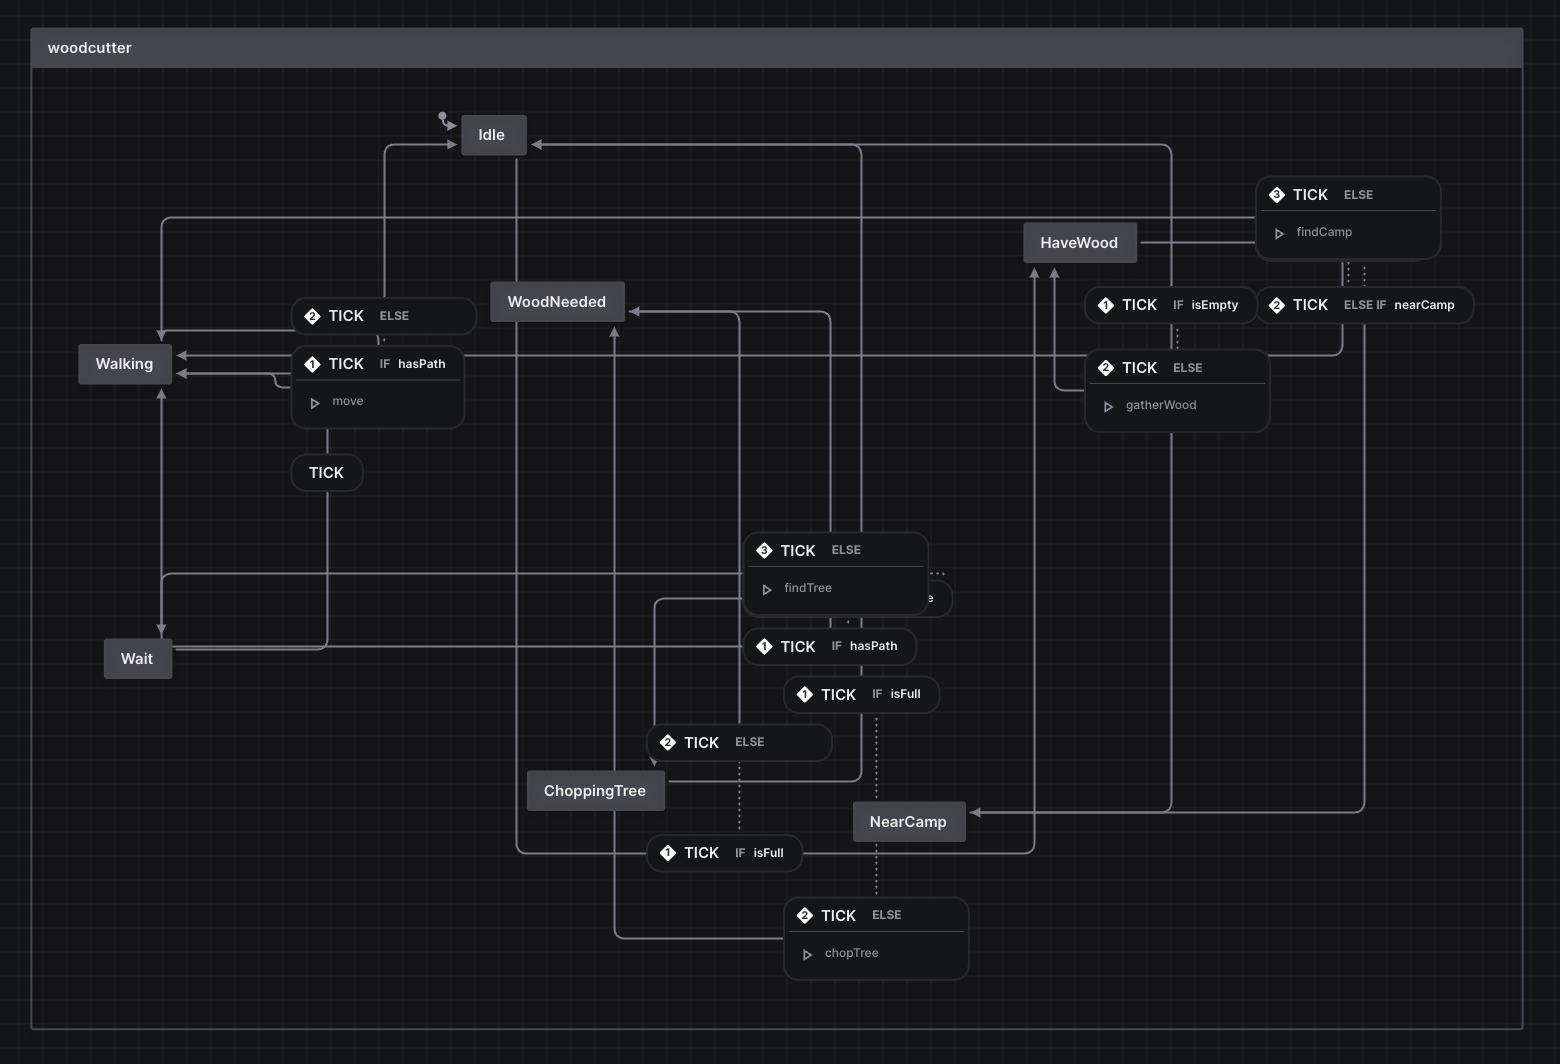 woodcutter
Idle
3 TICK ELSE
findCamp
HaveWood
WoodNeeded
1 TICK IF isEmpty
2 TICK ELSE IF nearCamp
2 TICK ELSE
Walking
1 TICK IF hasPath
move
2 TICK ELSE
gatherWood
TICK
3 TICK ELSE
findTree
e
1 TICK IF hasPath
Wait
1 TICK IF isFull
2 TICK ELSE
ChoppingTree
NearCamp
1 TICK IF isFull
2 TICK ELSE
chopTree